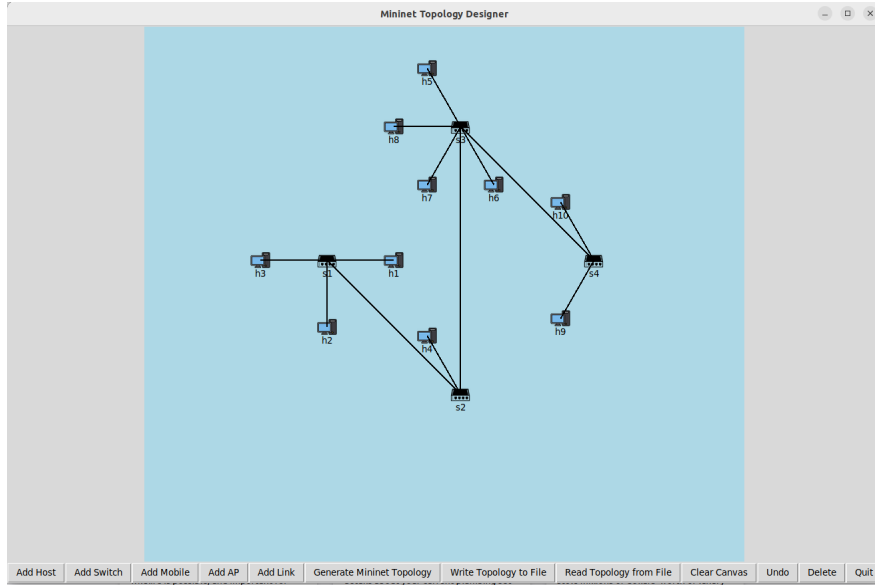 Mininet Topology Designer
h5
h8
s3
h7
h6
h10
h3
s1
h1
s4
h2
h4
h9
s2
Add Host Add Switch Add Mobile Add AP Add Link Generate Mininet Topology Write Topology to File Read Topology from File Clear Canvas Undo Delete Quit